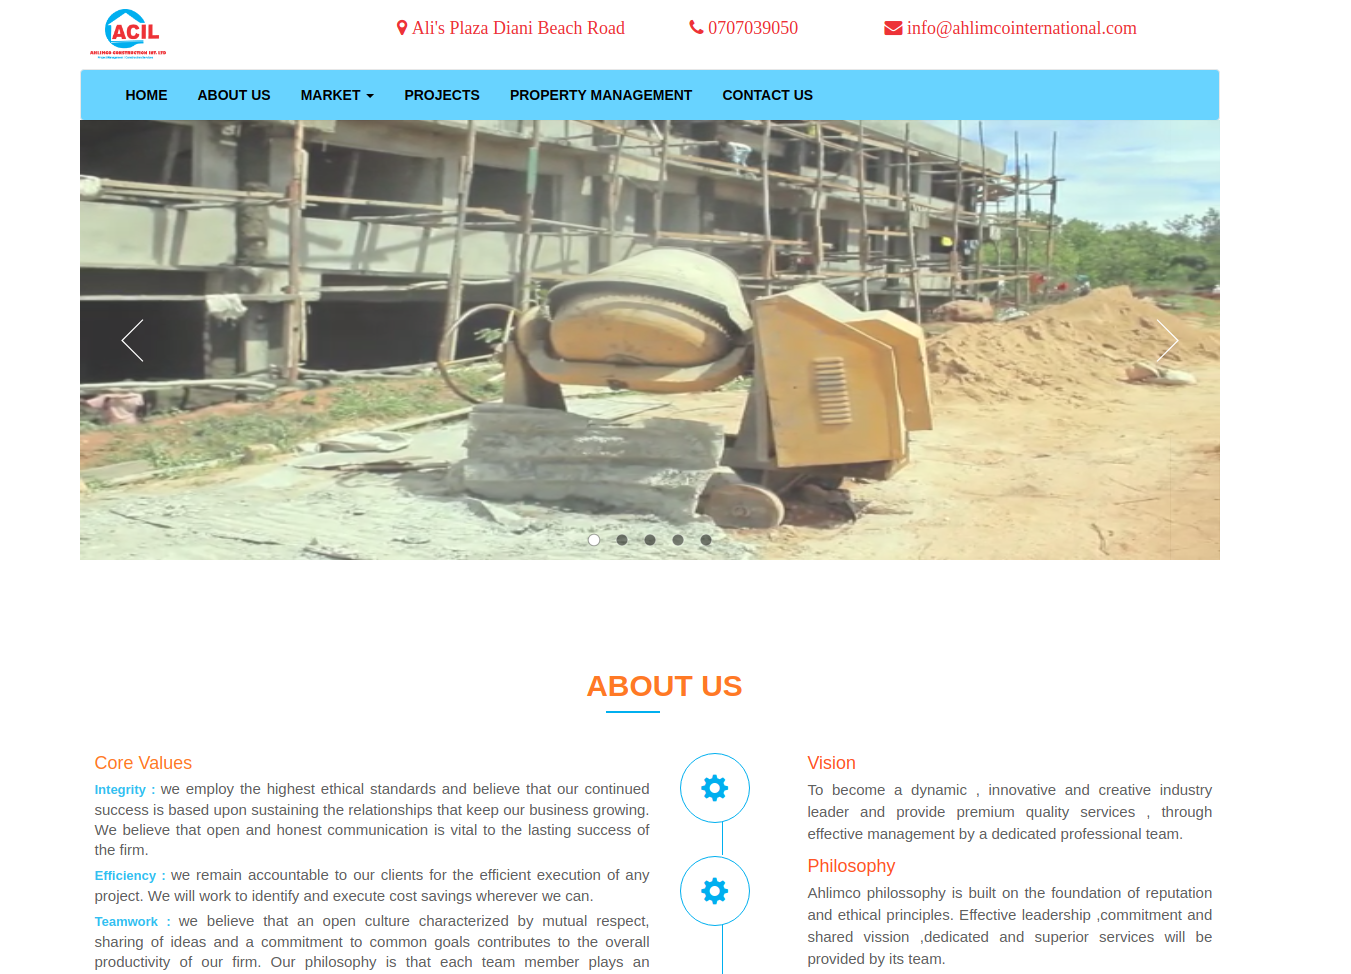 ACIL
AHLIMCO CONSTRUCTION INT. LTD
Ali's Plaza Diani Beach Road
0707039050
info@ahlimcointernational.com
HOME ABOUT US MARKET PROJECTS PROPERTY MANAGEMENT CONTACT US
ABOUT US
Core Values
Integrity : we employ the highest ethical standards and believe that our continued
success is based upon sustaining the relationships that keep our business growing.
We believe that open and honest communication is vital to the lasting success of
the firm.
Efficiency : we remain accountable to our clients for the efficient execution of any
project. We will work to identify and execute cost savings wherever we can.
Teamwork : we believe that an open culture characterized by mutual respect,
sharing of ideas and a commitment to common goals contributes to the overall
productivity of our firm. Our philosophy is that each team member plays an
Vision
To become a dynamic , innovative and creative industry
leader and provide premium quality services , through
effective management by a dedicated professional team.
Philosophy
Ahlimco philossophy is built on the foundation of reputation
and ethical principles. Effective leadership ,commitment and
shared vission ,dedicated and superior services will be
provided by its team.